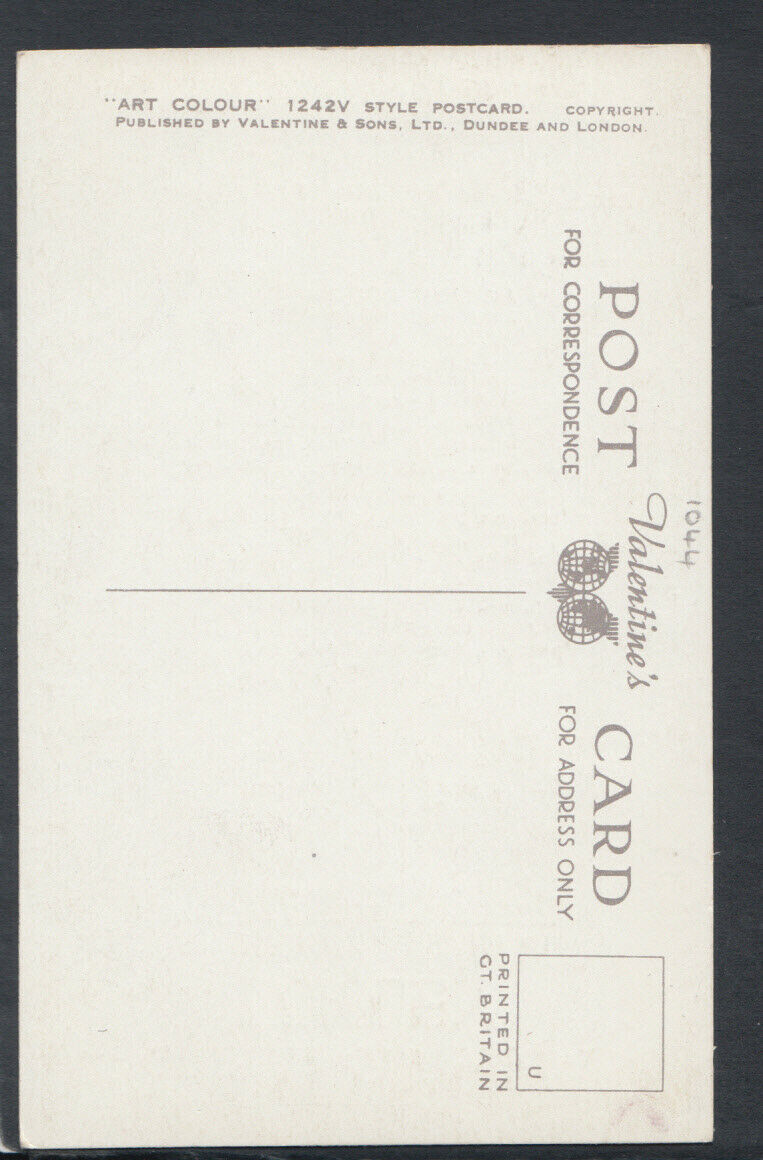 "ART COLOUR" 1242V STYLE POSTCARD. COPYRIGHT.
PUBLISHED BY VALENTINE & SONS, LTD., DUNDEE AND LONDON.
1044
Valentine's
POST CARD
FOR CORRESPONDENCE
FOR ADDRESS ONLY
PRINTED IN
GT. BRITAIN
U